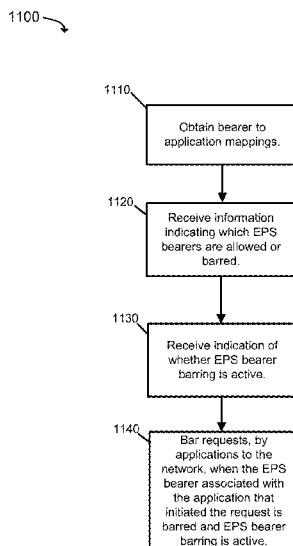 1100
1110
Obtain bearer to
application mappings.
1120
Receive information
indicating which EPS
bearers are allowed or
barred.
1130
Receive indication of
whether EPS bearer
barring is active.
1140
Bar requests, by
applications to the
network, when the EPS
bearer associated with
the application that
initiated the request is
barred and EPS bearer
barring is active.